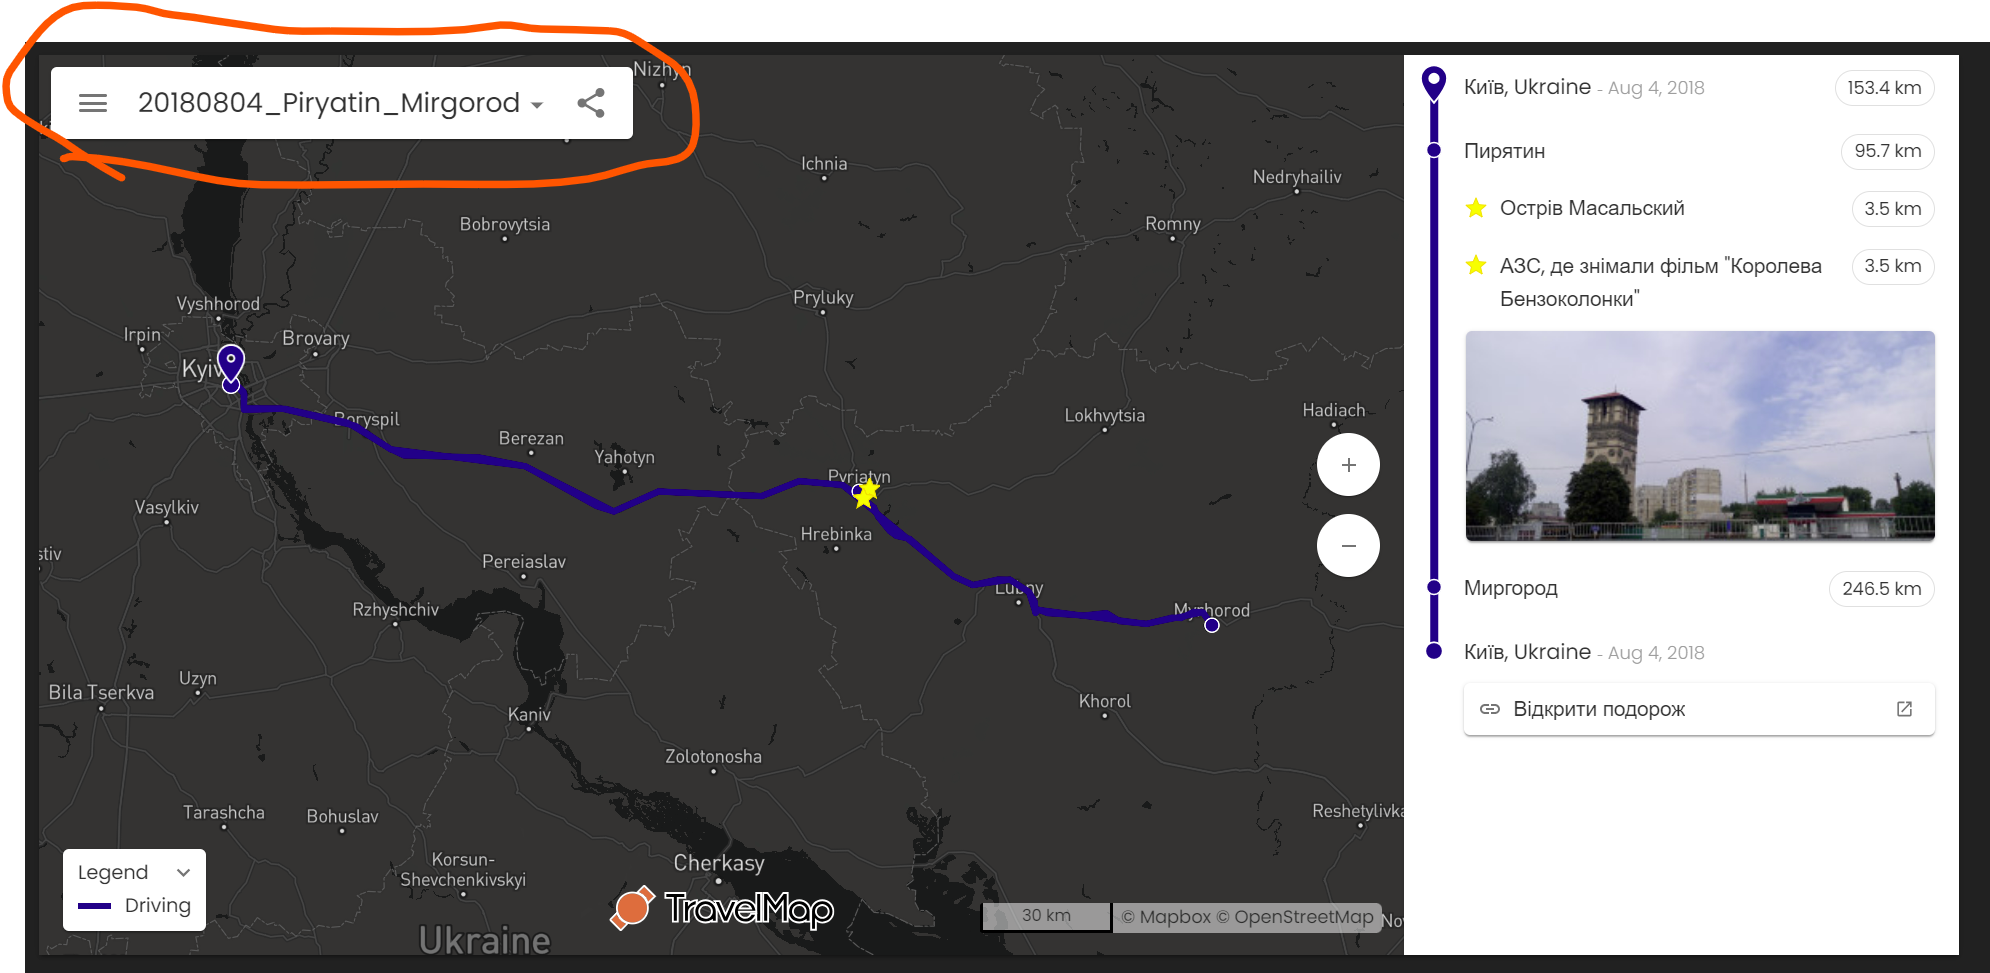 20180804_Piryatin_Mirgorod
Nizhyn
Ichnia
Nedryhailiv
Bobrovytsia
Romny
Vyshhorod
Pryluky
Irpin
Brovary
Kyiv
Lokhvytsia
Hadiach
Boryspil
Berezan
Yahotyn
Pyriatyn
Vasylkiv
Hrebinka
stiv
Pereiaslav
Lubny
Rzhyshchiv
Myrhorod
Uzyn
Bila Tserkva
Khorol
Kaniv
Zolotonosha
Tarashcha
Bohuslav
Reshetylivka
Korsun-
Shevchenkivskyi
Cherkasy
Ukraine
Legend
Driving
TravelMap
30 km
© Mapbox © OpenStreetMap
No
+
−
Київ, Ukraine - Aug 4, 2018 153.4 km
Пирятин 95.7 km
Острів Масальский 3.5 km
АЗС, де знімали фільм "Королева 3.5 km
Бензоколонки"
Миргород 246.5 km
Київ, Ukraine - Aug 4, 2018
Відкрити подорож